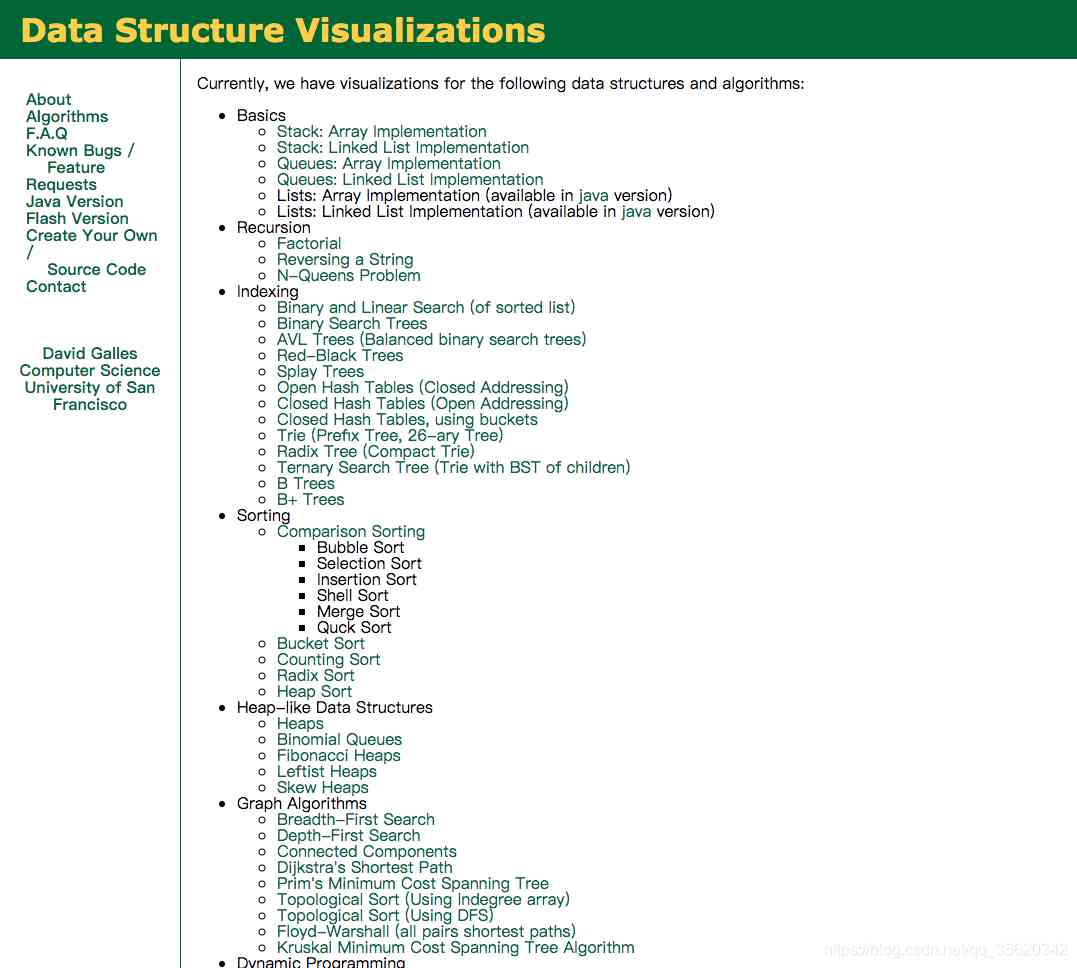 Data Structure Visualizations
About
Algorithms
F.A.Q
Known Bugs /
Feature
Requests
Java Version
Flash Version
Create Your Own
/
Source Code
Contact
David Galles
Computer Science
University of San
Francisco
Currently, we have visualizations for the following data structures and algorithms:
Basics
Stack: Array Implementation
Stack: Linked List Implementation
Queues: Array Implementation
Queues: Linked List Implementation
Lists: Array Implementation (available in java version)
Lists: Linked List Implementation (available in java version)
Recursion
Factorial
Reversing a String
N-Queens Problem
Indexing
Binary and Linear Search (of sorted list)
Binary Search Trees
AVL Trees (Balanced binary search trees)
Red-Black Trees
Splay Trees
Open Hash Tables (Closed Addressing)
Closed Hash Tables (Open Addressing)
Closed Hash Tables, using buckets
Trie (Prefix Tree, 26-ary Tree)
Radix Tree (Compact Trie)
Ternary Search Tree (Trie with BST of children)
B Trees
B+ Trees
Sorting
Comparison Sorting
Bubble Sort
Selection Sort
Insertion Sort
Shell Sort
Merge Sort
Quck Sort
Bucket Sort
Counting Sort
Radix Sort
Heap Sort
Heap-like Data Structures
Heaps
Binomial Queues
Fibonacci Heaps
Leftist Heaps
Skew Heaps
Graph Algorithms
Breadth-First Search
Depth-First Search
Connected Components
Dijkstra's Shortest Path
Prim's Minimum Cost Spanning Tree
Topological Sort (Using Indegree array)
Topological Sort (Using DFS)
Floyd-Warshall (all pairs shortest paths)
Kruskal Minimum Cost Spanning Tree Algorithm
Dynamic Programming
https://blog.csdn.net/qq_35620342